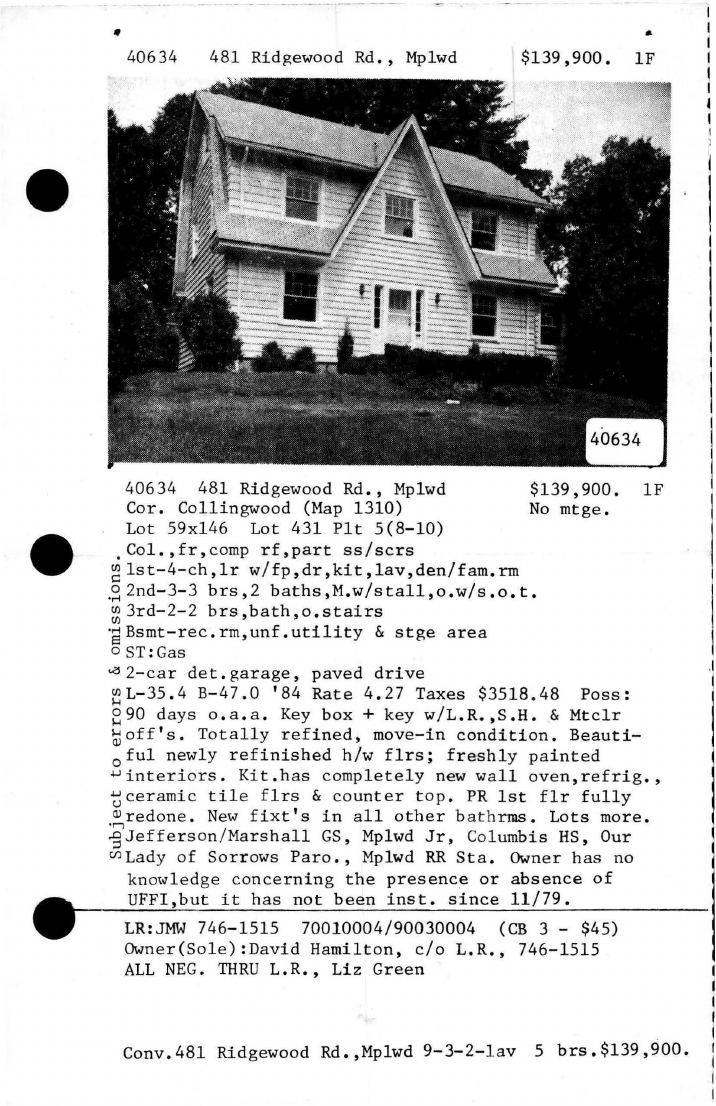 40634 481 Ridgewood Rd., Mplwd $139,900. 1F
40634
40634 481 Ridgewood Rd., Mplwd $139,900. 1F
Cor. Collingwood (Map 1310) No mtge.
Lot 59x146 Lot 431 Plt 5(8-10)
Col.,fr,comp rf,part ss/scrs
1st-4-ch,lr w/fp,dr,kit,lav,den/fam.rm
2nd-3-3 brs,2 baths,M.w/stall,o.w/s.o.t.
3rd-2-2 brs,bath,o.stairs
Bsmt-rec.rm,unf.utility & stge area
ST:Gas
2-car det.garage, paved drive
L-35.4 B-47.0 '84 Rate 4.27 Taxes $3518.48 Poss:
90 days o.a.a. Key box + key w/L.R.,S.H. & Mtclr
off's. Totally refined, move-in condition. Beauti-
ful newly refinished h/w flrs; freshly painted
interiors. Kit.has completely new wall oven,refrig.,
ceramic tile flrs & counter top. PR 1st flr fully
redone. New fixt's in all other bathrms. Lots more.
Jefferson/Marshall GS, Mplwd Jr, Columbis HS, Our
Lady of Sorrows Paro., Mplwd RR Sta. Owner has no
knowledge concerning the presence or absence of
UFFI,but it has not been inst. since 11/79.
Subject to errors & omissions.
LR:JMW 746-1515 70010004/90030004 (CB 3 - $45)
Owner(Sole):David Hamilton, c/o L.R., 746-1515
ALL NEG. THRU L.R., Liz Green
Conv.481 Ridgewood Rd.,Mplwd 9-3-2-lav 5 brs.$139,900.